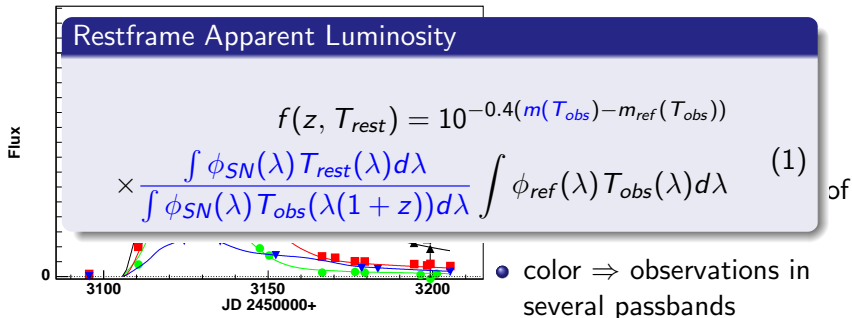 Restframe Apparent Luminosity
f(z, T_rest) = 10^{−0.4(m(T_obs)−m_ref(T_obs))}
× ∫ϕ_SN(λ)T_rest(λ)dλ / ∫ϕ_SN(λ)T_obs(λ(1 + z))dλ ∫ϕ_ref(λ)T_obs(λ)dλ (1)
Flux
of
0
3100 3150 3200
JD 2450000+
color ⇒ observations in
several passbands